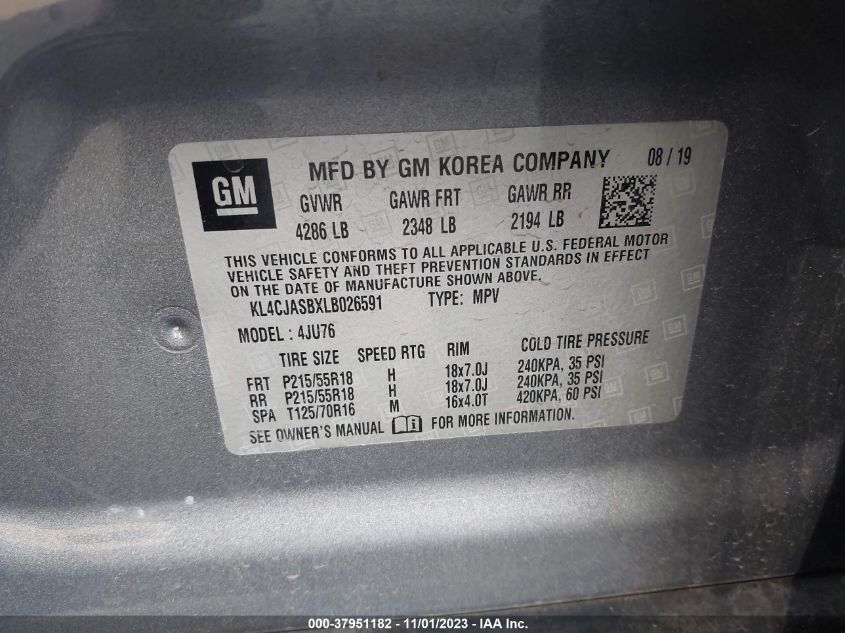 GM
MFD BY GM KOREA COMPANY 08 / 19
GVWR GAWR FRT GAWR RR
4286 LB 2348 LB 2194 LB
THIS VEHICLE CONFORMS TO ALL APPLICABLE U.S. FEDERAL MOTOR
VEHICLE SAFETY AND THEFT PREVENTION STANDARDS IN EFFECT
ON THE DATE OF MANUFACTURE SHOWN ABOVE.
KL4CJASBXLB026591 TYPE: MPV
MODEL : 4JU76
TIRE SIZE SPEED RTG RIM COLD TIRE PRESSURE
FRT P215/55R18 H 18x7.0J 240KPA, 35 PSI
RR P215/55R18 H 18x7.0J 240KPA, 35 PSI
SPA T125/70R16 M 16x4.0T 420KPA, 60 PSI
SEE OWNER'S MANUAL i FOR MORE INFORMATION.
000-37951182 - 11/01/2023 - IAA, Inc.